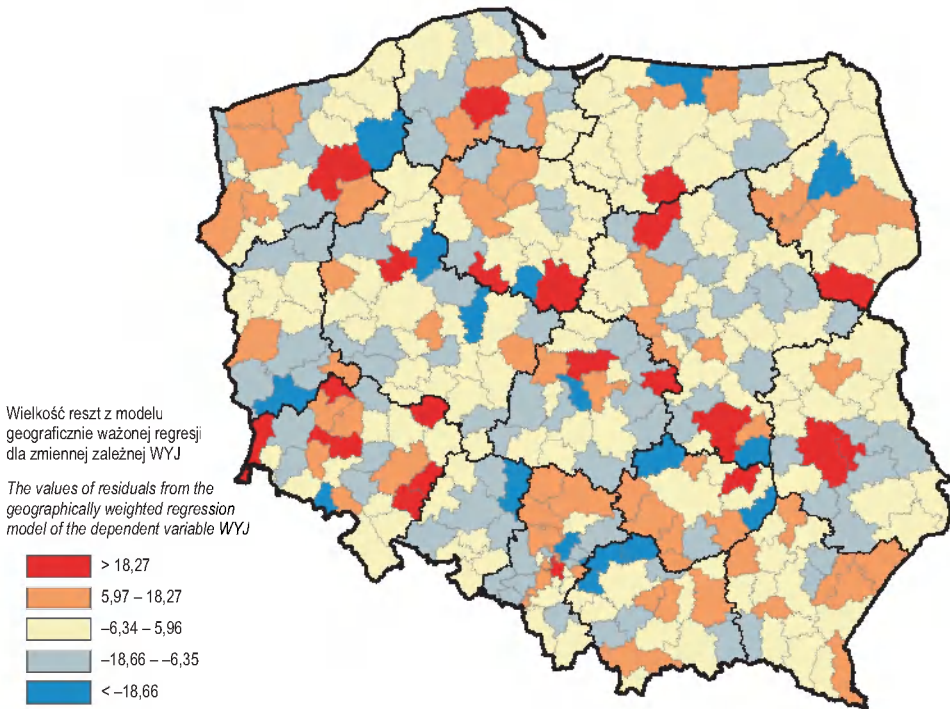 Wielkość reszt z modelu
geograficznie ważonej regresji
dla zmiennej zależnej WYJ
The values of residuals from the
geographically weighted regression
model of the dependent variable WYJ
> 18,27
5,97 – 18,27
–6,34 – 5,96
–18,66 – –6,35
< –18,66